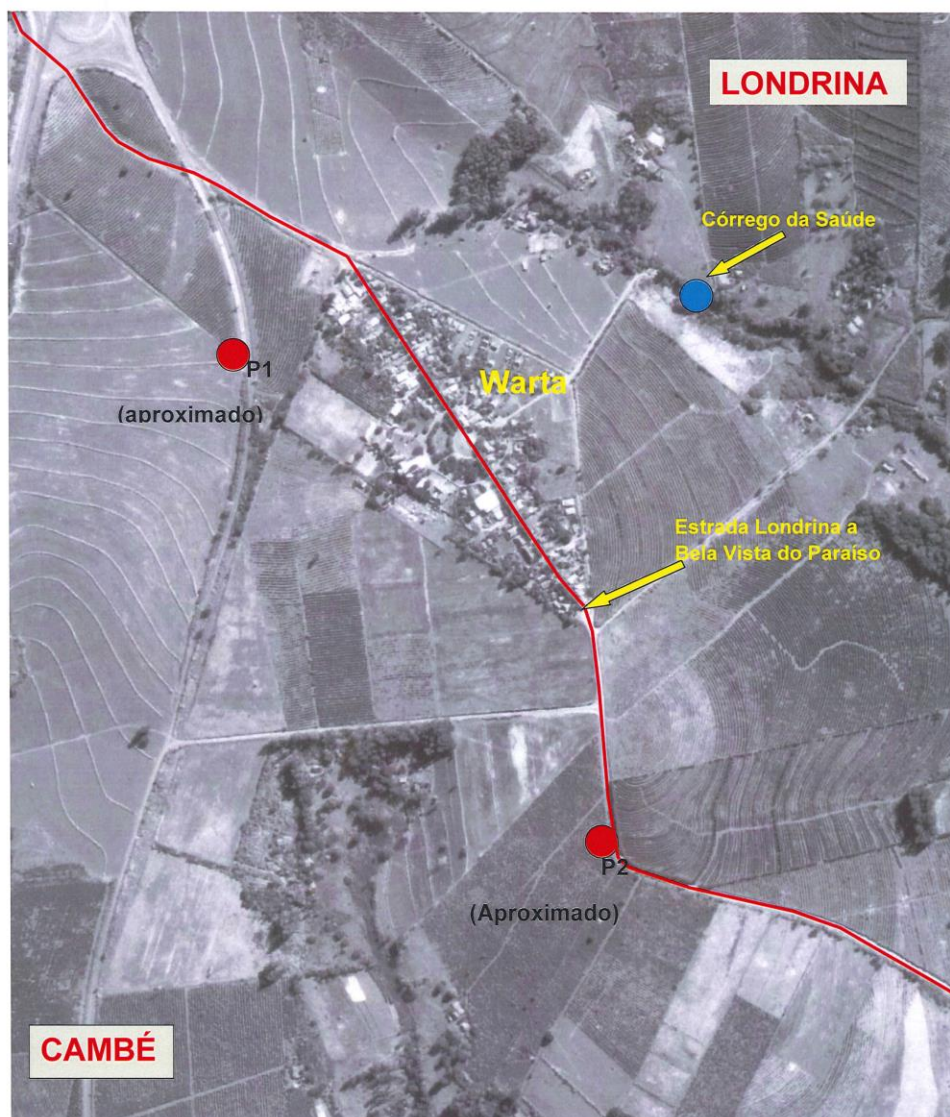 LONDRINA
Córrego da Saúde
P1
(aproximado)
Warta
Estrada Londrina a
Bela Vista do Paraíso
P2
(Aproximado)
CAMBÉ